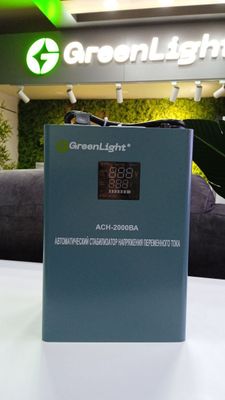 GreenLight
GreenLight®
АСН-2000ВА
АВТОМАТИЧЕСКИЙ СТАБИЛИЗАТОР НАПРЯЖЕНИЯ ПЕРЕМЕННОГО ТОКА